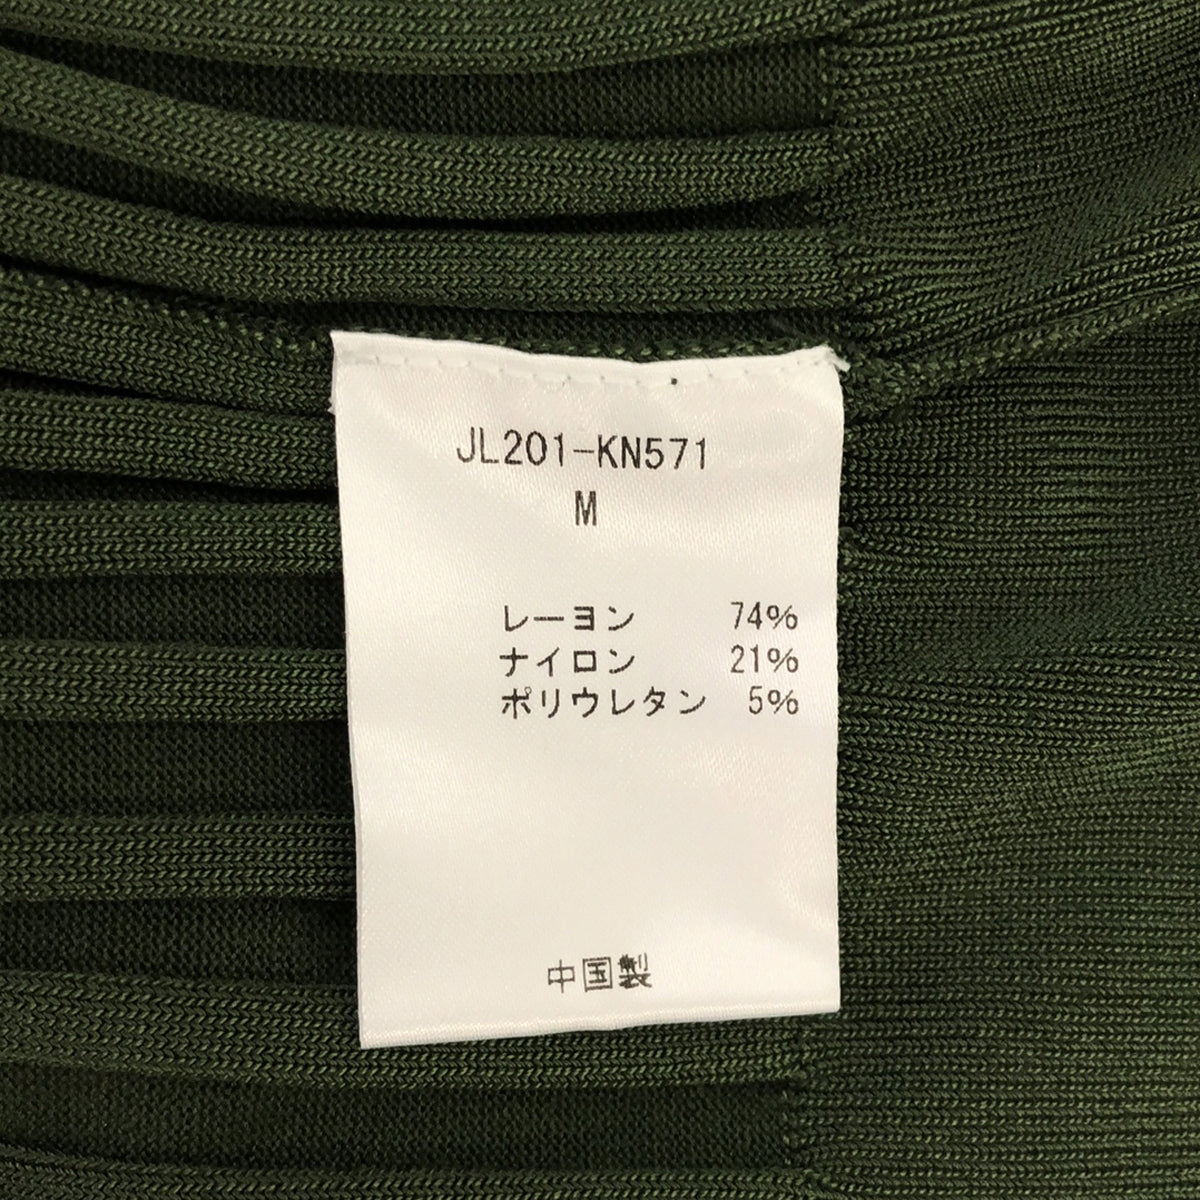 JL201-KN571
M
レーヨン 74%
ナイロン 21%
ポリウレタン 5%
中国製